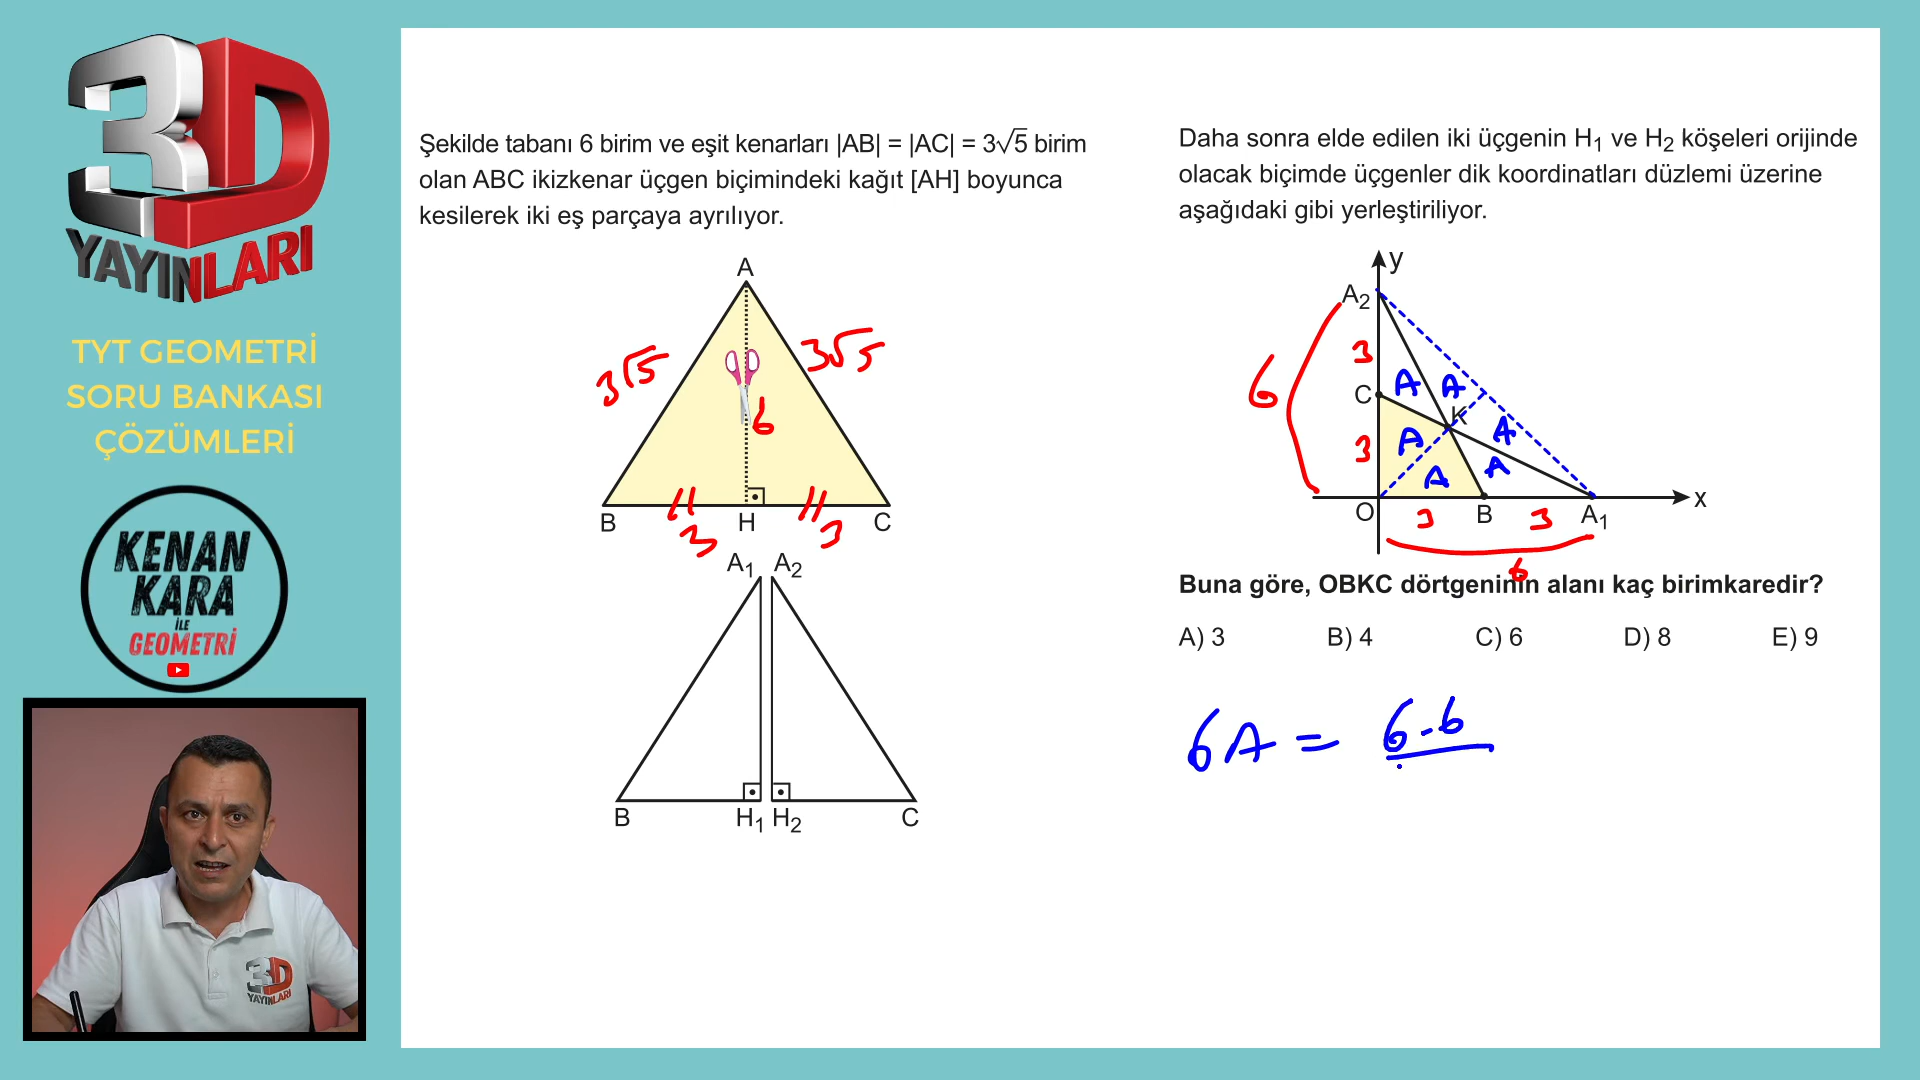 3D
YAYINLARI
TYT GEOMETRİ
SORU BANKASI
ÇÖZÜMLERİ
KENAN
KARA
İLE
GEOMETRİ
3D
YAYINLARI
Şekilde tabanı 6 birim ve eşit kenarları |AB| = |AC| = 3√5 birim
olan ABC ikizkenar üçgen biçimindeki kağıt [AH] boyunca
kesilerek iki eş parçaya ayrılıyor.
A
3√5
3√5
6
B H C
3 3
A₁ A₂
B H₁ H₂ C
Daha sonra elde edilen iki üçgenin H₁ ve H₂ köşeleri orijinde
olacak biçimde üçgenler dik koordinatları düzlemi üzerine
aşağıdaki gibi yerleştiriliyor.
y
A₂
3
6
A A
C
K
3 A A
A A
O 3 B 3 A₁ x
6
Buna göre, OBKC dörtgeninin alanı kaç birimkaredir?
A) 3 B) 4 C) 6 D) 8 E) 9
6A = 6.6